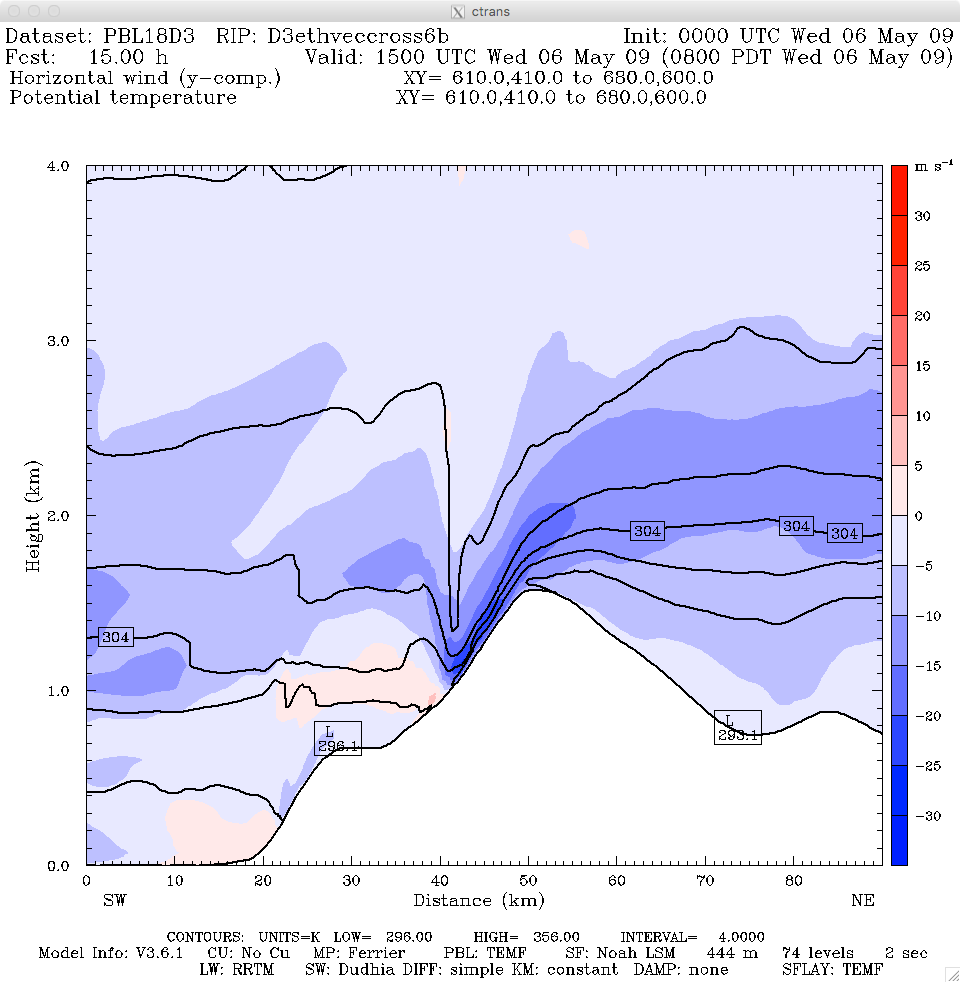 ctrans
Dataset: PBL18D3 RIP: D3ethveccross6b Init: 0000 UTC Wed 06 May 09
Fcst: 15.00 h Valid: 1500 UTC Wed 06 May 09 (0800 PDT Wed 06 May 09)
Horizontal wind (y-comp.) XY= 610.0,410.0 to 680.0,600.0
Potential temperature XY= 610.0,410.0 to 680.0,600.0
4.0
3.0
2.0
1.0
0.0
Height (km)
304
304
304
304
L
296.1
L
293.1
m s⁻¹
30
25
20
15
10
5
0
-5
-10
-15
-20
-25
-30
0 10 20 30 40 50 60 70 80
SW Distance (km) NE
CONTOURS: UNITS=K LOW= 296.00 HIGH= 356.00 INTERVAL= 4.0000
Model Info: V3.6.1 CU: No Cu MP: Ferrier PBL: TEMF SF: Noah LSM 444 m 74 levels 2 sec
LW: RRTM SW: Dudhia DIFF: simple KM: constant DAMP: none SFLAY: TEMF